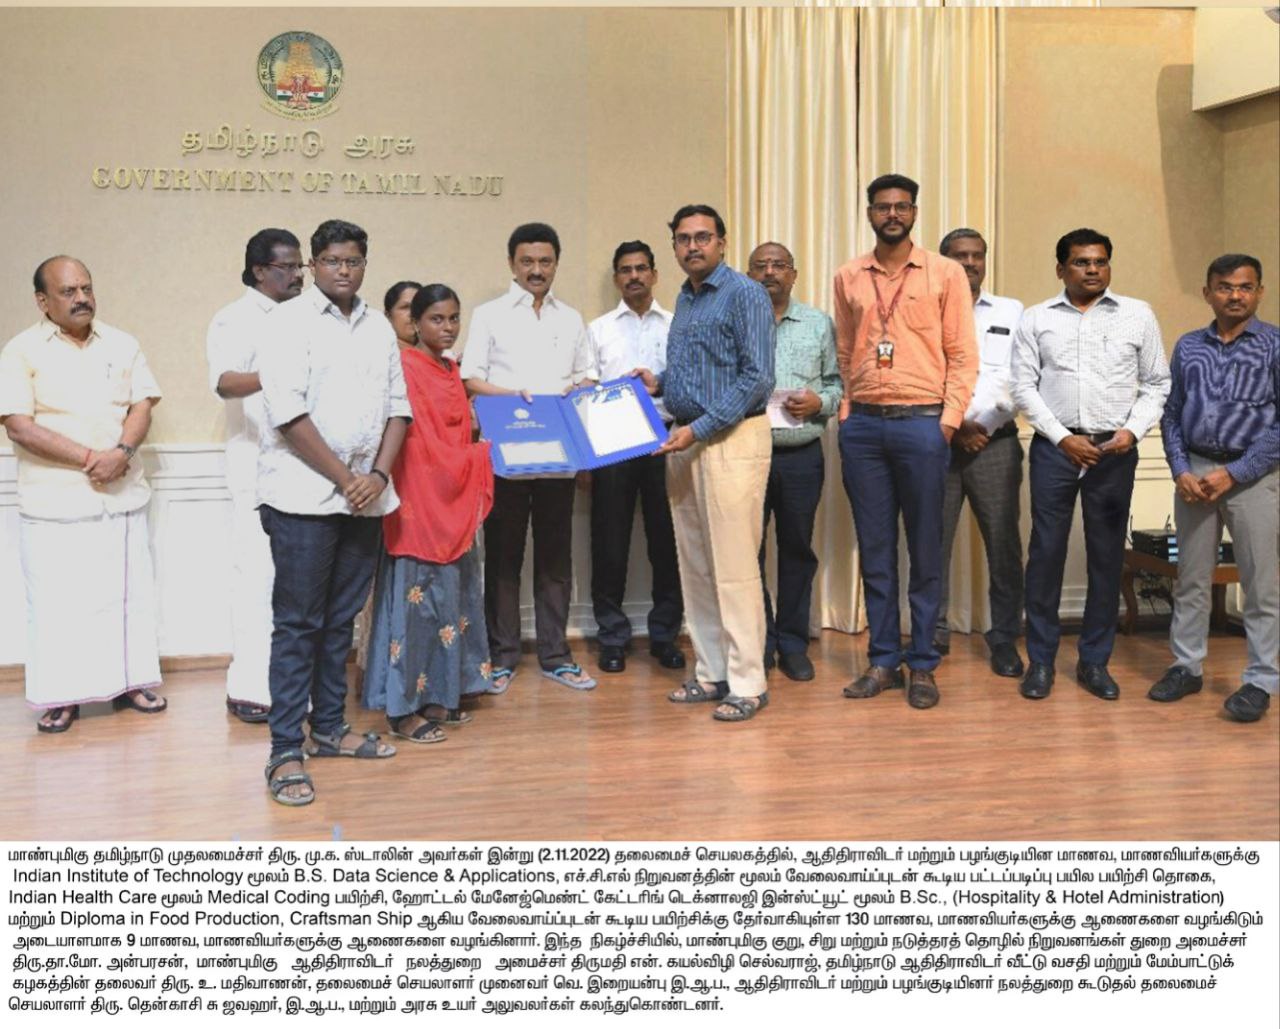 தமிழ்நாடு அரசு
GOVERNMENT OF TAMIL NADU
மாண்புமிகு தமிழ்நாடு முதலமைச்சர் திரு. மு.க. ஸ்டாலின் அவர்கள் இன்று (2.11.2022) தலைமைச் செயலகத்தில், ஆதிதிராவிடர் மற்றும் பழங்குடியின மாணவ, மாணவியர்களுக்கு
Indian Institute of Technology மூலம் B.S. Data Science & Applications, எச்.சி.எல் நிறுவனத்தின் மூலம் வேலைவாய்ப்புடன் கூடிய பட்டப்படிப்பு பயில பயிற்சி தொகை,
Indian Health Care மூலம் Medical Coding பயிற்சி, ஹோட்டல் மேனேஜ்மெண்ட் கேட்டரிங் டெக்னாலஜி இன்ஸ்ட்யூட் மூலம் B.Sc., (Hospitality & Hotel Administration)
மற்றும் Diploma in Food Production, Craftsman Ship ஆகிய வேலைவாய்ப்புடன் கூடிய பயிற்சிக்கு தேர்வாகியுள்ள 130 மாணவ, மாணவியர்களுக்கு ஆணைகளை வழங்கிடும்
அடையாளமாக 9 மாணவ, மாணவியர்களுக்கு ஆணைகளை வழங்கினார். இந்த நிகழ்ச்சியில், மாண்புமிகு குறு, சிறு மற்றும் நடுத்தரத் தொழில் நிறுவனங்கள் துறை அமைச்சர்
திரு.தா.மோ. அன்பரசன், மாண்புமிகு ஆதிதிராவிடர் நலத்துறை அமைச்சர் திருமதி என். கயல்விழி செல்வராஜ், தமிழ்நாடு ஆதிதிராவிடர் வீட்டு வசதி மற்றும் மேம்பாட்டுக்
கழகத்தின் தலைவர் திரு. உ. மதிவாணன், தலைமைச் செயலாளர் முனைவர் வெ. இறையன்பு இ.ஆ.ப., ஆதிதிராவிடர் மற்றும் பழங்குடியினர் நலத்துறை கூடுதல் தலைமைச்
செயலாளர் திரு. தென்காசி சு ஜவஹர், இ.ஆ.ப., மற்றும் அரசு உயர் அலுவலர்கள் கலந்துகொண்டனர்.